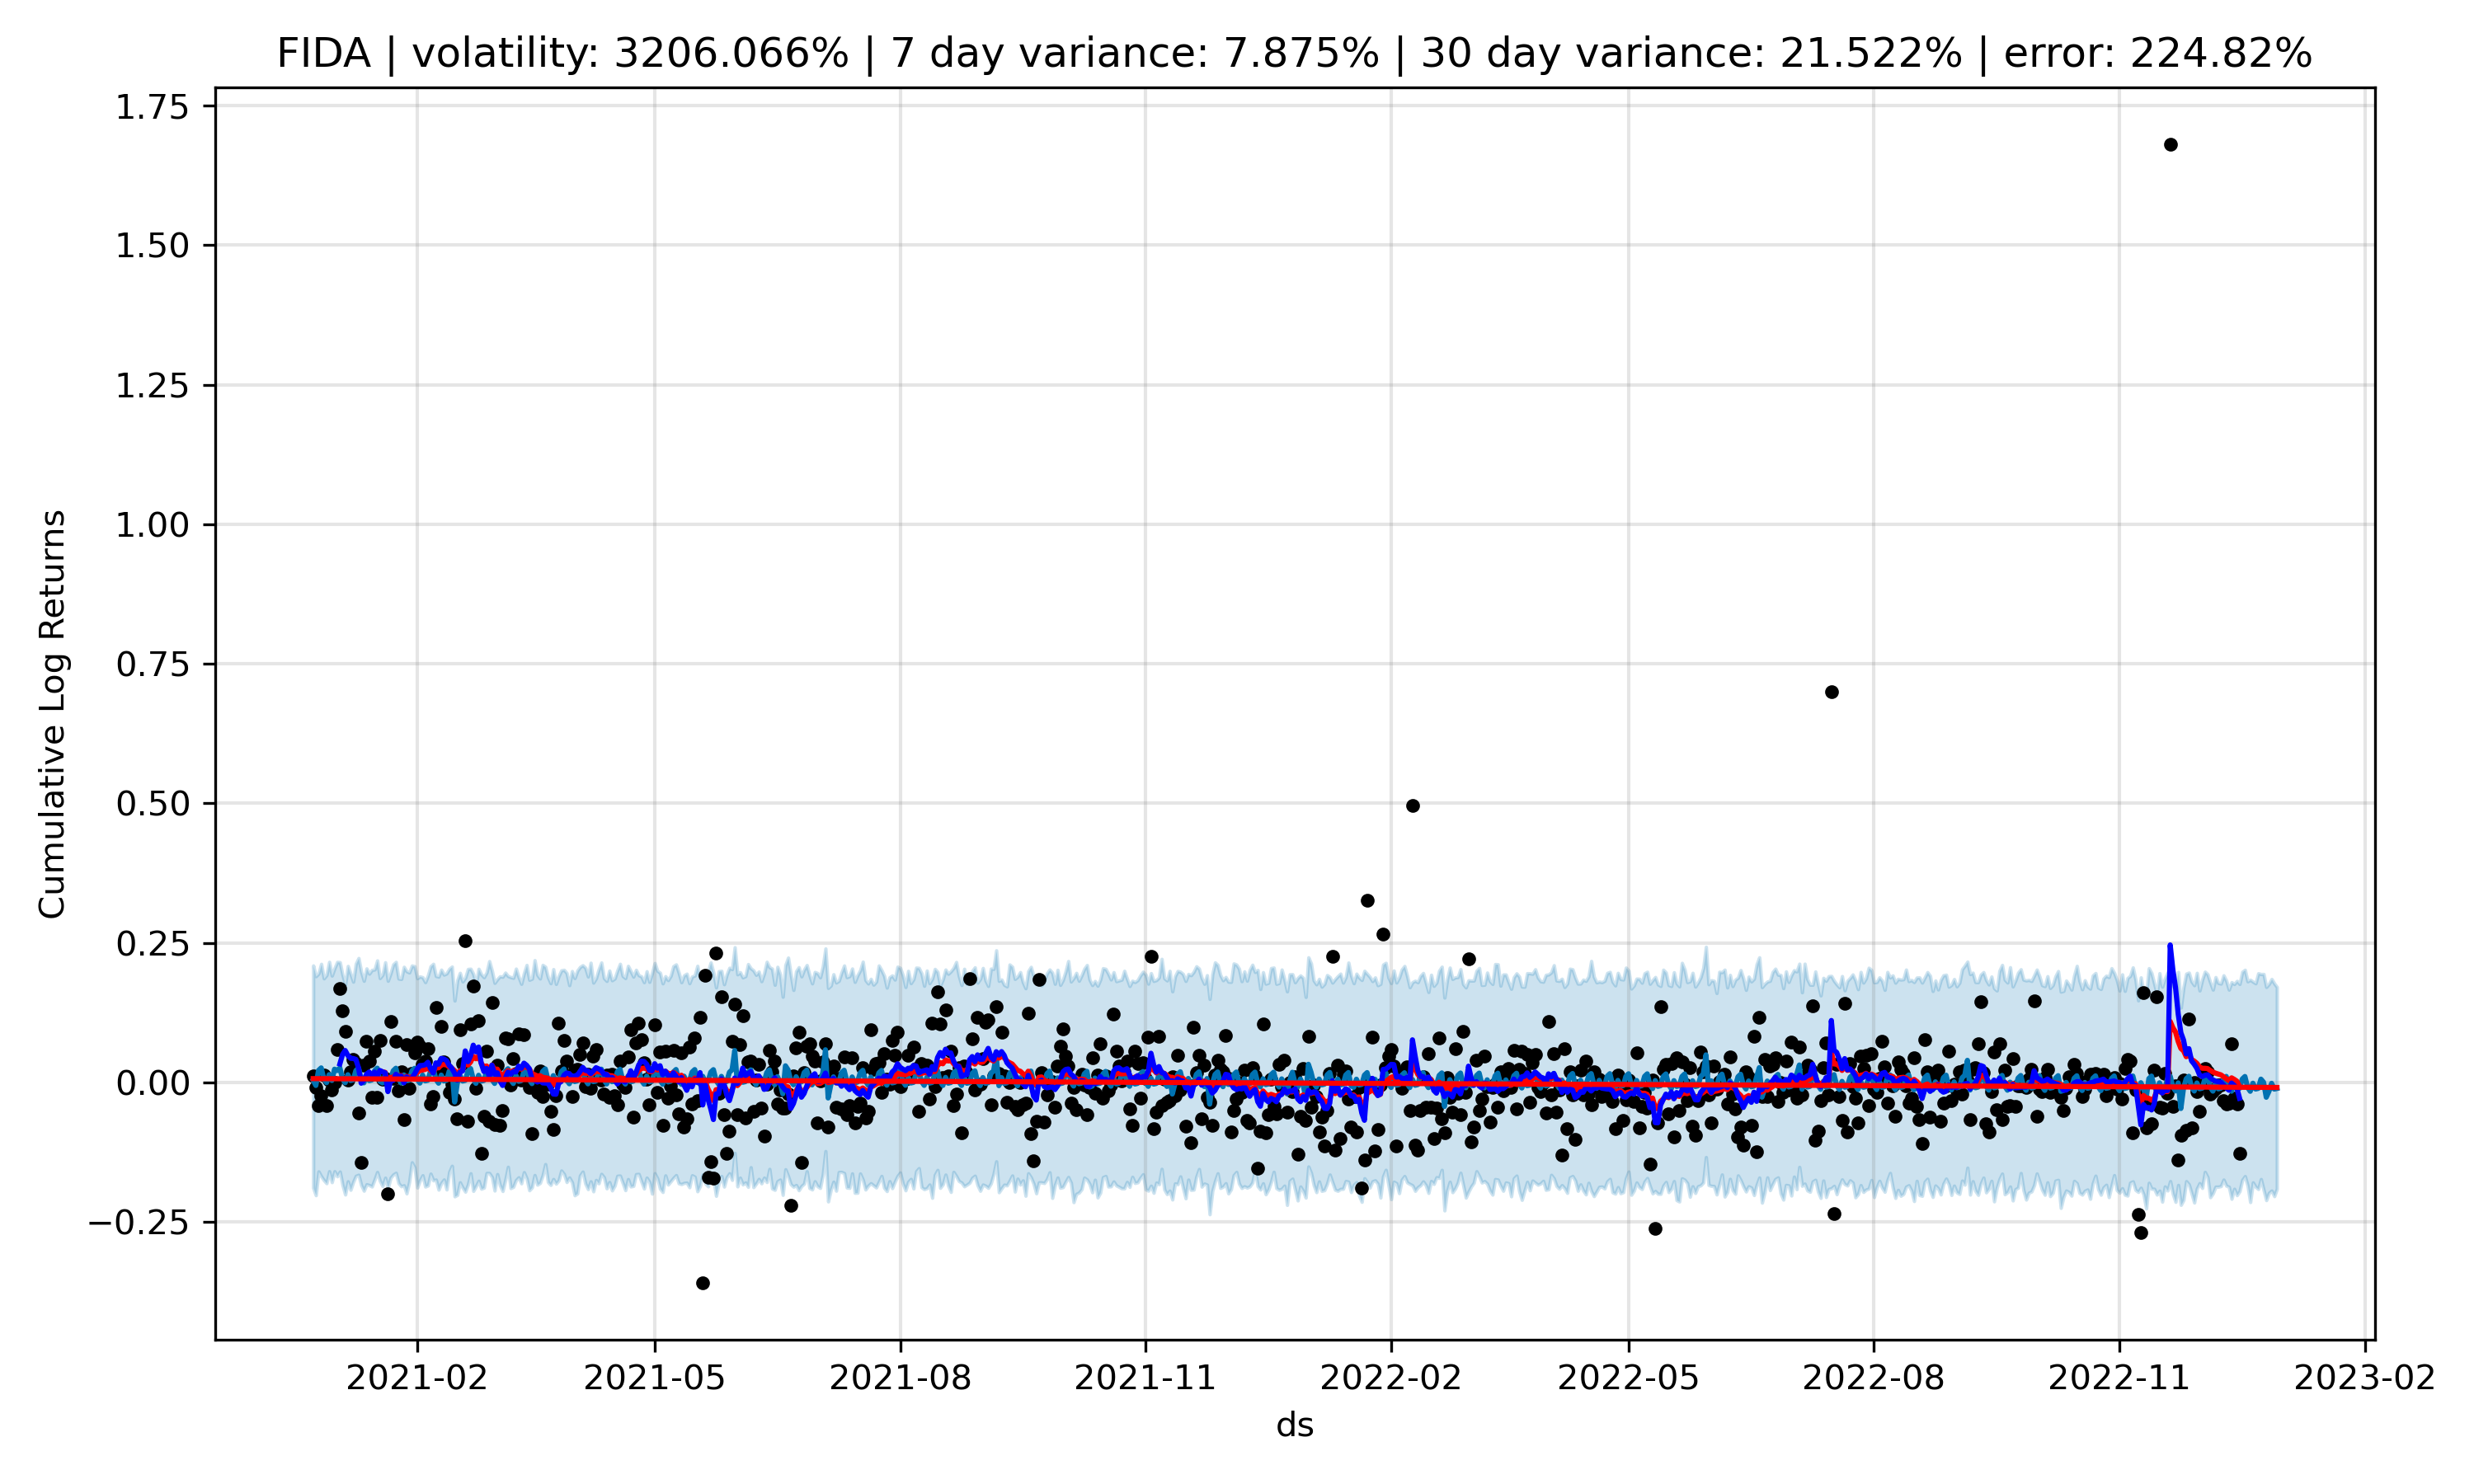 FIDA | volatility: 3206.066% | 7 day variance: 7.875% | 30 day variance: 21.522% | error: 224.82%
1.75
1.50
1.25
1.00
0.75
0.50
0.25
0.00
−0.25
Cumulative Log Returns
2021-02 2021-05 2021-08 2021-11 2022-02 2022-05 2022-08 2022-11 2023-02
ds